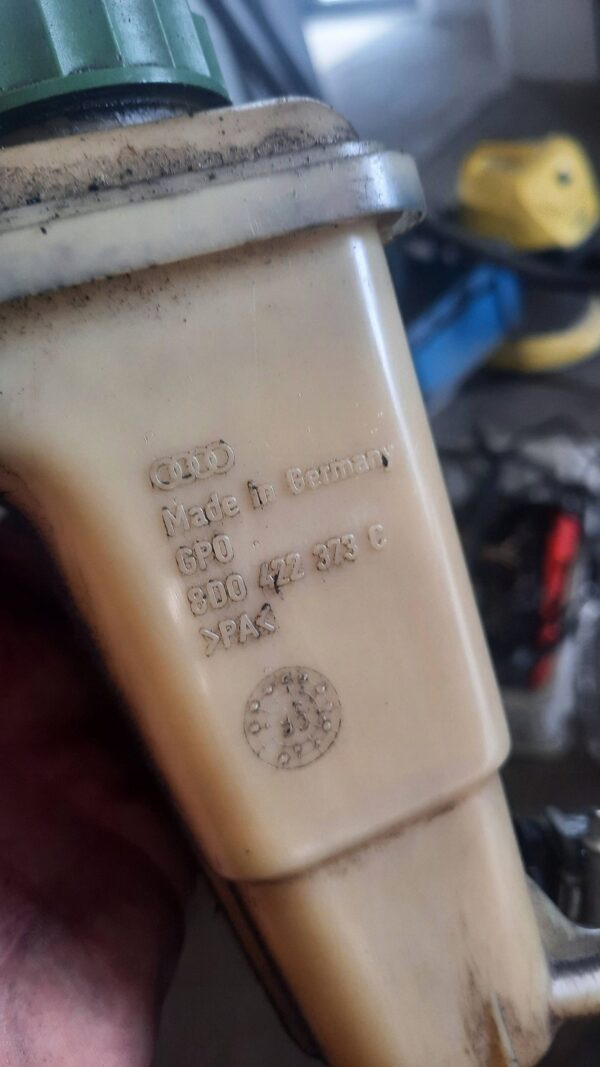 Made in Germany
GPO
8D0 422 373 C
>PA<